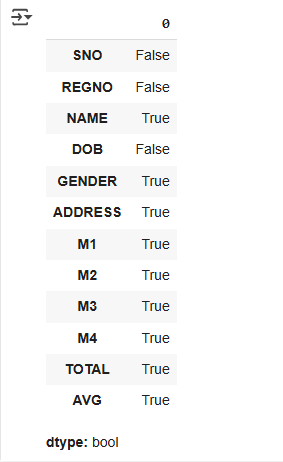 0
SNO False
REGNO False
NAME True
DOB False
GENDER True
ADDRESS True
M1 True
M2 True
M3 True
M4 True
TOTAL True
AVG True
dtype: bool